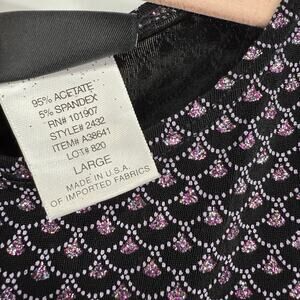 95% ACETATE
5% SPANDEX
RN# 101907
STYLE# 2432
ITEM# A38641
LOT# 820
LARGE
MADE IN U.S.A.
OF IMPORTED FABRICS